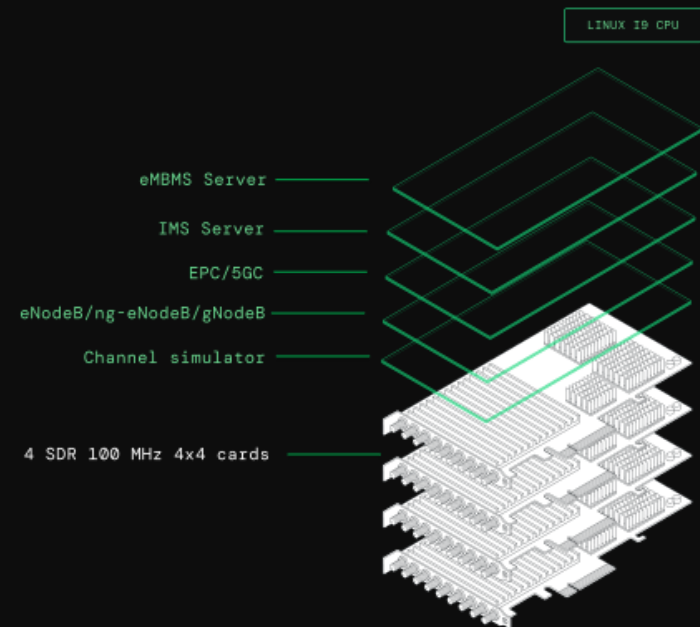 LINUX I9 CPU
eMBMS Server
IMS Server
EPC/5GC
eNodeB/ng-eNodeB/gNodeB
Channel simulator
4 SDR 100 MHz 4x4 cards